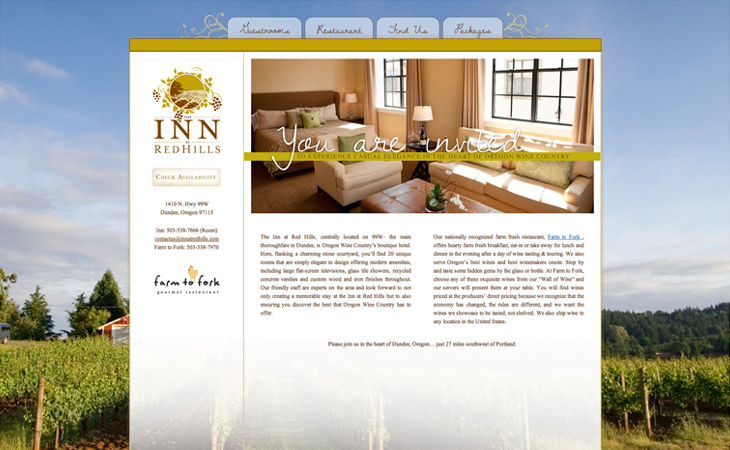 Guestrooms
Restaurant
Find Us
Packages
THE
INN
AT
RED HILLS
CHECK AVAILABILITY
1410 N. Hwy 99W
Dundee, Oregon 97115
Inn: 503-538-7666 (Room)
contactus@innatredhills.com
Farm to Fork: 503-538-7970
farm to fork
gourmet restaurant
You are invited
TO EXPERIENCE CASUAL ELEGANCE IN THE HEART OF OREGON WINE COUNTRY
The Inn at Red Hills, centrally located on 99W- the main
thoroughfare in Dundee, is Oregon Wine Country's boutique hotel.
Here, flanking a charming stone courtyard, you'll find 20 unique
rooms that are simply elegant in design offering modern amenities,
including large flat-screen televisions, glass tile showers, recycled
concrete vanities and custom wood and iron finishes throughout.
Our friendly staff are experts on the area and look forward to not
only creating a memorable stay at the Inn at Red Hills but to also
ensuring you discover the best that Oregon Wine Country has to
offer.
Our nationally recognized farm fresh restaurant, Farm to Fork ,
offers hearty farm fresh breakfast, eat-in or take away for lunch and
dinner in the evening after a day of wine tasting & touring. We also
serve Oregon's best wines and host winemakers onsite. Stop by
and taste some hidden gems by the glass or bottle. At Farm to Fork,
choose any of these exquisite wines from our "Wall of Wine" and
our servers will present them at your table. You will find wines
priced at the producers' direct pricing because we recognize that the
economy has changed, the rules are different, and we want the
wines we showcase to be tasted, not shelved. We also ship wine to
any location in the United States.
Please join us in the heart of Dundee, Oregon… just 27 miles southwest of Portland.